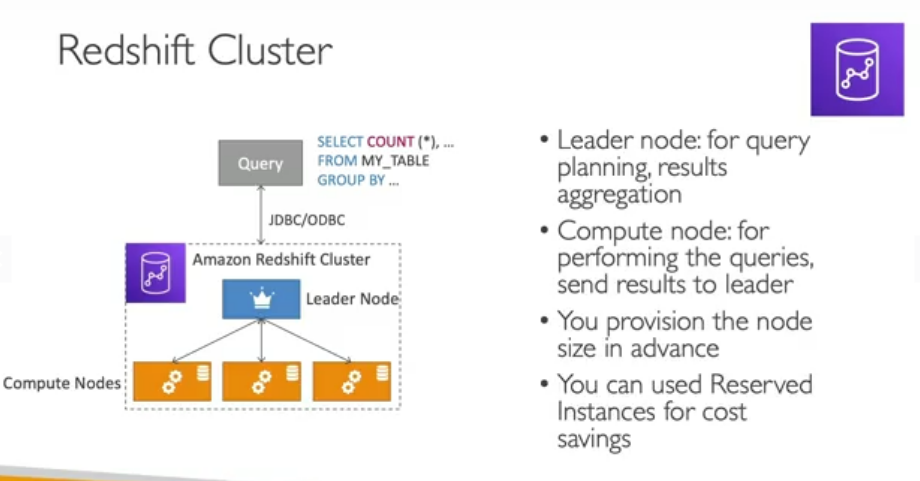 Redshift Cluster
Query
SELECT COUNT (*), ...
FROM MY_TABLE
GROUP BY ...
JDBC/ODBC
Amazon Redshift Cluster
Leader Node
Compute Nodes
• Leader node: for query
planning, results
aggregation
• Compute node: for
performing the queries,
send results to leader
• You provision the node
size in advance
• You can used Reserved
Instances for cost
savings